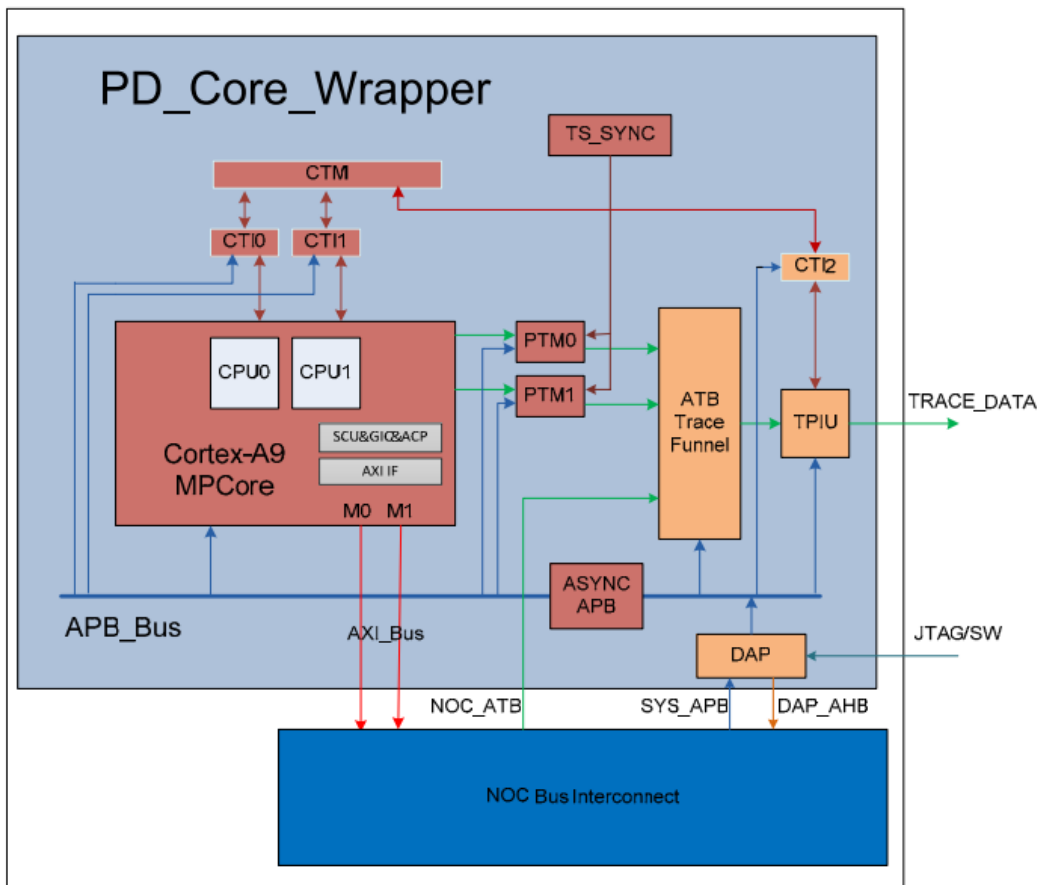 PD_Core_Wrapper
TS_SYNC
CTM
CTI0
CTI1
CTI2
CPU0
CPU1
PTM0
PTM1
SCU&GIC&ACP
AXI IF
Cortex-A9
MPCore
M0
M1
ATB
Trace
Funnel
TPIU
TRACE_DATA
ASYNC
APB
APB_Bus
AXI_Bus
DAP
JTAG/SW
NOC_ATB
SYS_APB
DAP_AHB
NOC Bus Interconnect